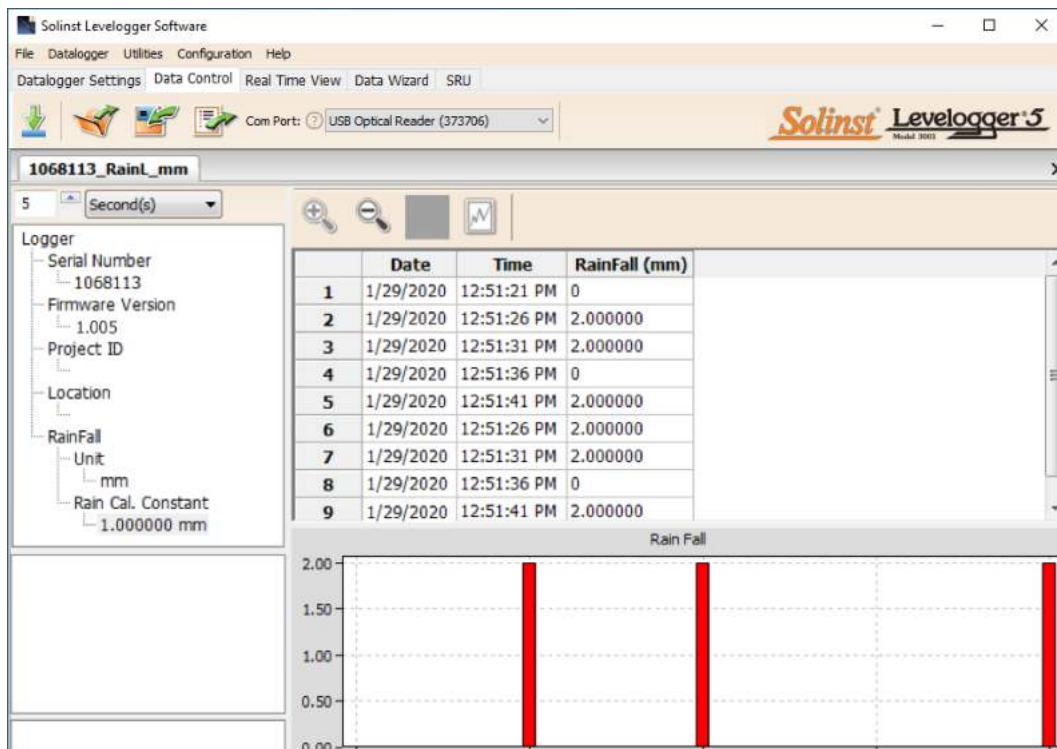 Solinst Levelogger Software
File Datalogger Utilities Configuration Help
Datalogger Settings Data Control Real Time View Data Wizard SRU
Com Port: ? USB Optical Reader (373706)
Solinst Levelogger 5
Model 3001
1068113_RainL_mm
5 Second(s)
Logger
Serial Number
1068113
Firmware Version
1.005
Project ID
Location
RainFall
Unit
mm
Rain Cal. Constant
1.000000 mm
Date Time RainFall (mm)
1 1/29/2020 12:51:21 PM 0
2 1/29/2020 12:51:26 PM 2.000000
3 1/29/2020 12:51:31 PM 2.000000
4 1/29/2020 12:51:36 PM 0
5 1/29/2020 12:51:41 PM 2.000000
6 1/29/2020 12:51:26 PM 2.000000
7 1/29/2020 12:51:31 PM 2.000000
8 1/29/2020 12:51:36 PM 0
9 1/29/2020 12:51:41 PM 2.000000
Rain Fall
2.00
1.50
1.00
0.50
0.00